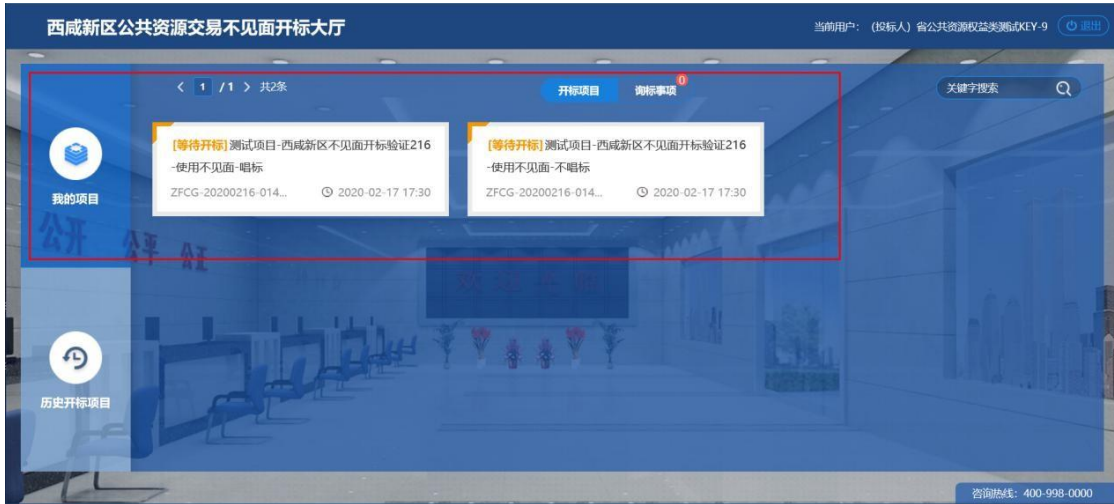 西咸新区公共资源交易不见面开标大厅
当前用户: (投标人) 省公共资源权益类测试KEY-9 退出
1 /1 共2条
开标项目 询标事项 0
关键字搜索
[等待开标]测试项目-西咸新区不见面开标验证216
-使用不见面-唱标
ZFCG-20200216-014... 2020-02-17 17:30
[等待开标]测试项目-西咸新区不见面开标验证216
-使用不见面-不唱标
ZFCG-20200216-014... 2020-02-17 17:30
我的项目
公开 公平 公正
历史开标项目
咨询热线: 400-998-0000